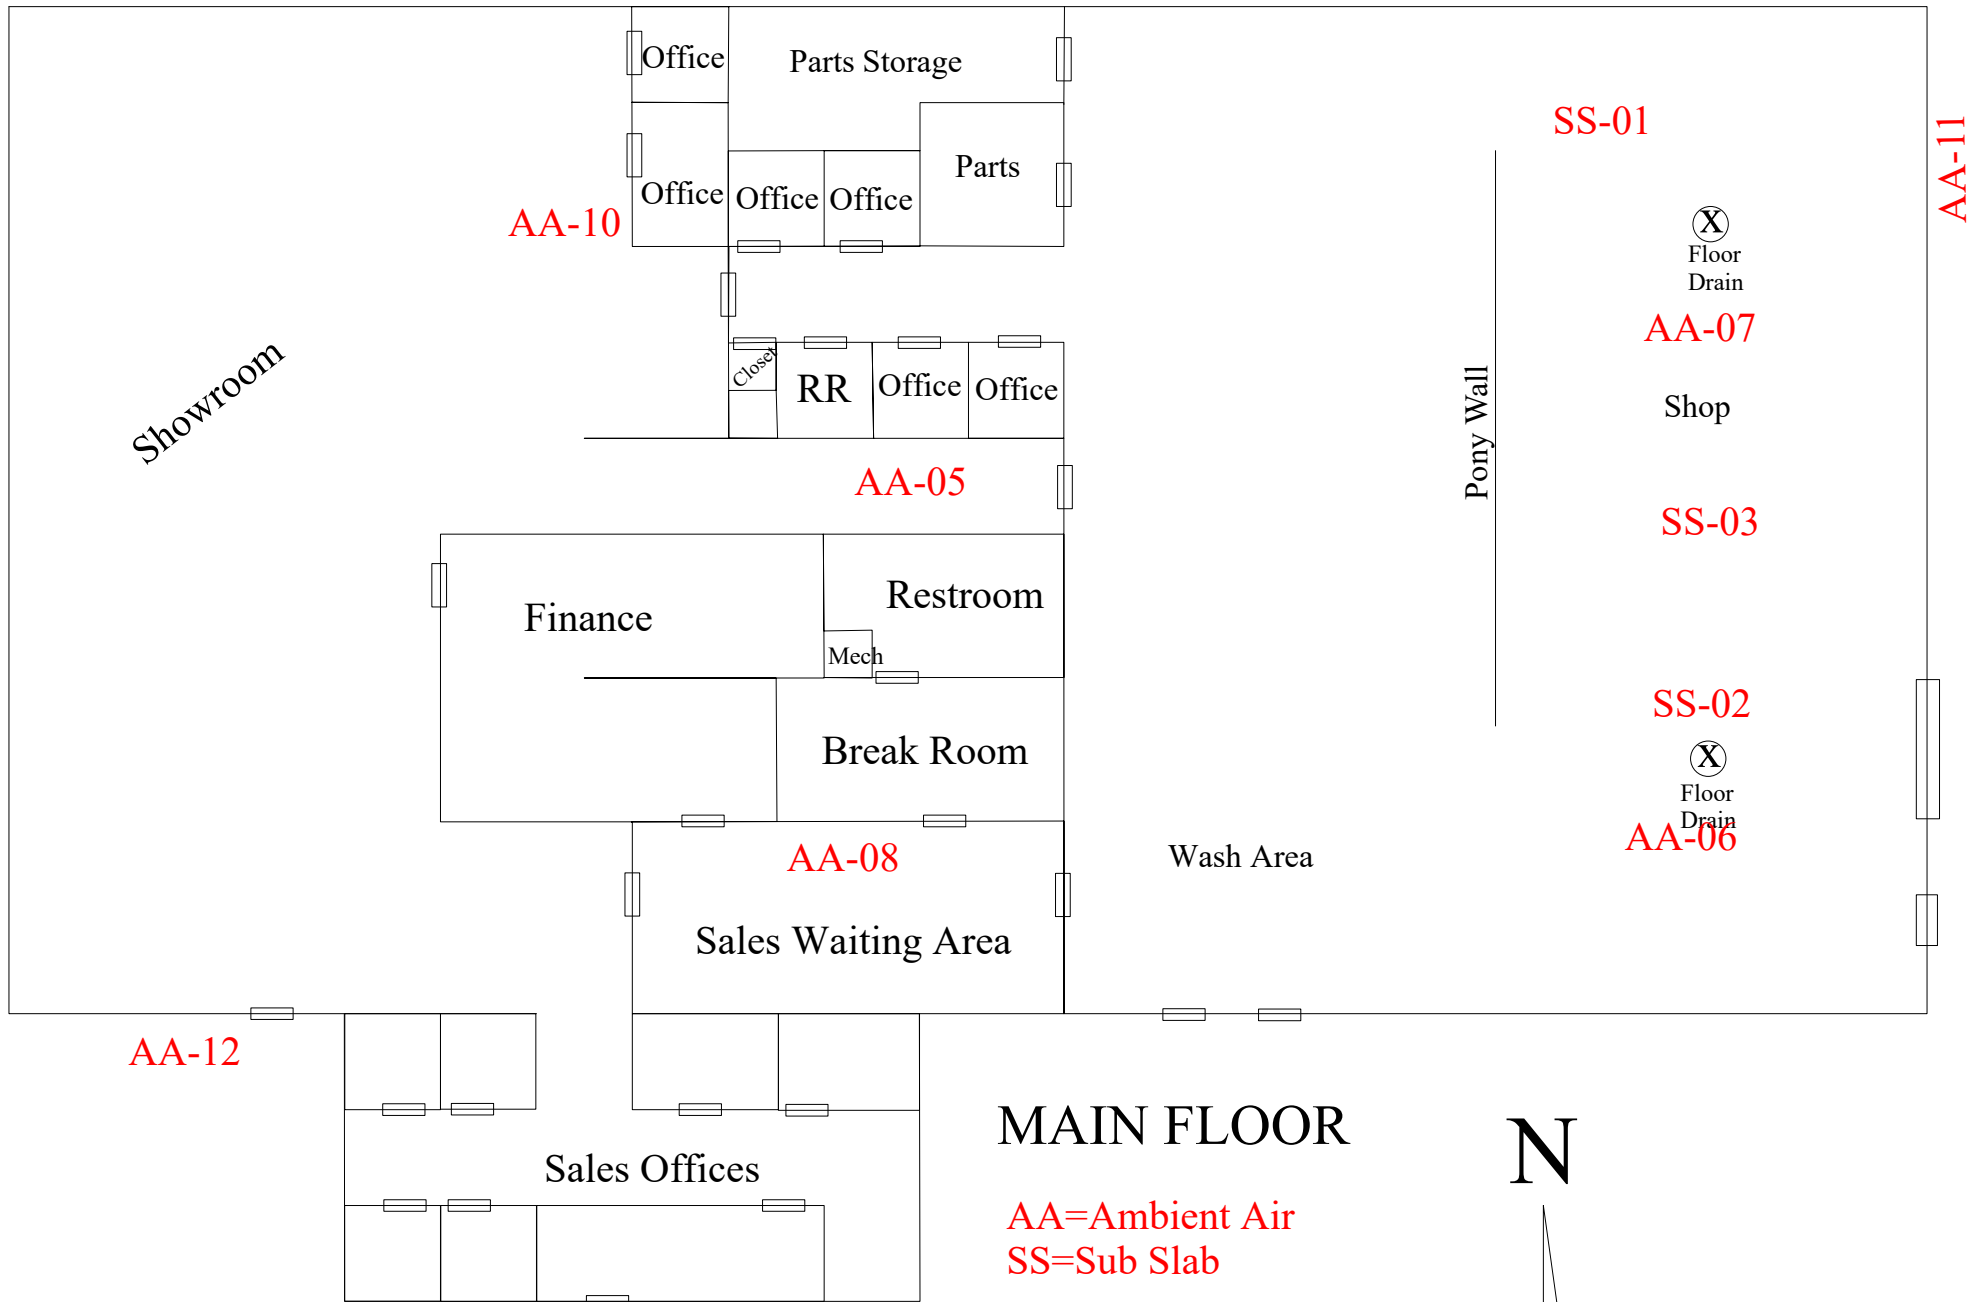 Office
Parts Storage
SS-01
AA-11
Parts
Office
Office
Office
AA-10
X
Floor
Drain
AA-07
Showroom
Closet
RR
Office
Office
Pony Wall
Shop
AA-05
SS-03
Finance
Restroom
Mech
SS-02
Break Room
X
Floor
Drain
AA-06
AA-08
Wash Area
Sales Waiting Area
AA-12
MAIN FLOOR
N
Sales Offices
AA=Ambient Air
SS=Sub Slab